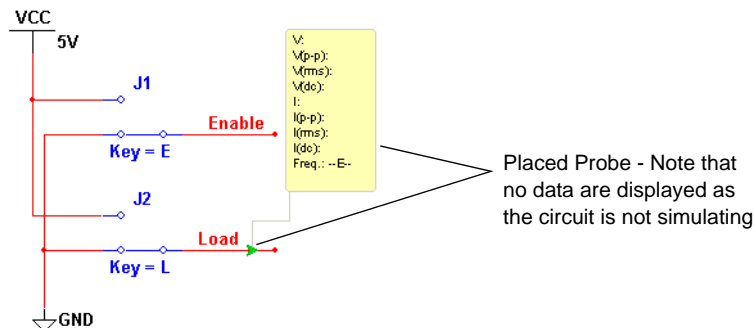 VCC
5V
J1
Enable
Key = E
J2
Load
Key = L
GND
V:
V(p-p):
V(rms):
V(dc):
I:
I(p-p):
I(rms):
I(dc):
Freq.: --E--
Placed Probe - Note that
no data are displayed as
the circuit is not simulating